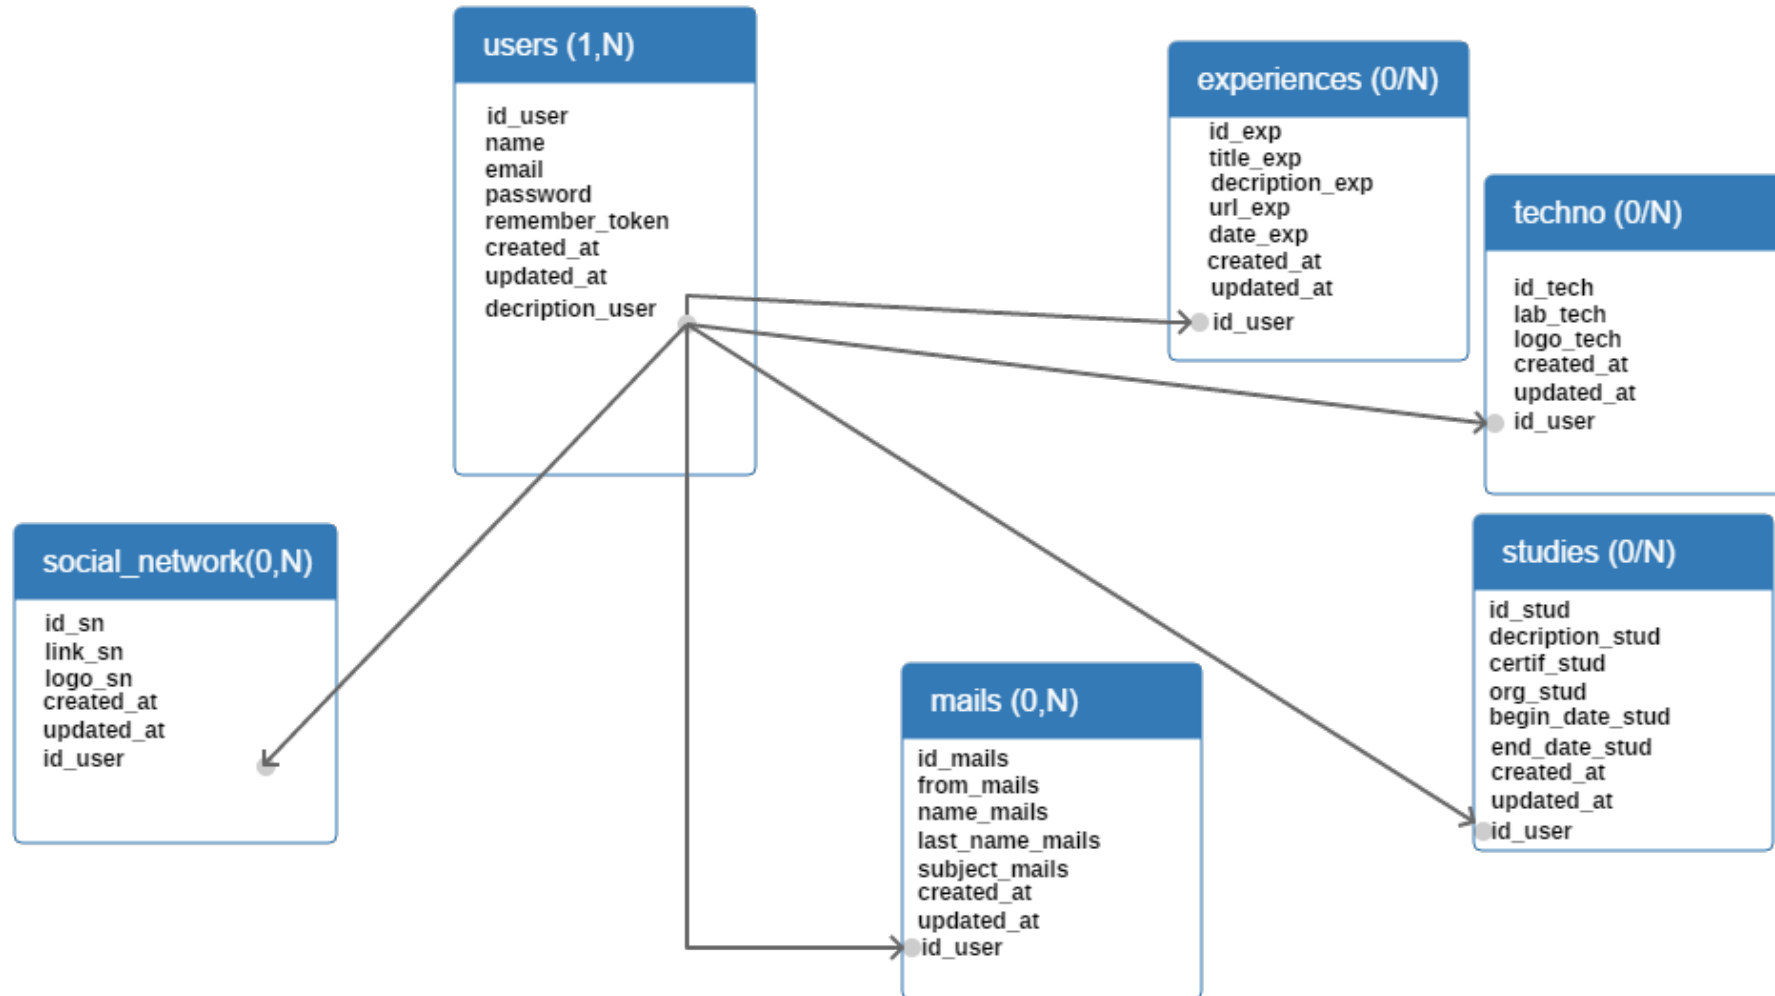 users (1,N)
id_user
name
email
password
remember_token
created_at
updated_at
decription_user
experiences (0/N)
id_exp
title_exp
decription_exp
url_exp
date_exp
created_at
updated_at
id_user
techno (0/N)
id_tech
lab_tech
logo_tech
created_at
updated_at
id_user
social_network(0,N)
id_sn
link_sn
logo_sn
created_at
updated_at
id_user
mails (0,N)
id_mails
from_mails
name_mails
last_name_mails
subject_mails
created_at
updated_at
id_user
studies (0/N)
id_stud
decription_stud
certif_stud
org_stud
begin_date_stud
end_date_stud
created_at
updated_at
id_user